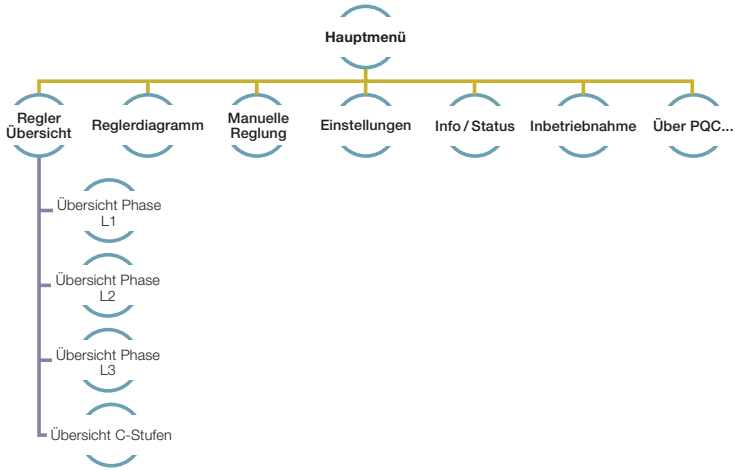 Hauptmenü
Regler
Übersicht
Reglerdiagramm
Manuelle
Reglung
Einstellungen
Info / Status
Inbetriebnahme
Über PQC...
Übersicht Phase
L1
Übersicht Phase
L2
Übersicht Phase
L3
Übersicht C-Stufen